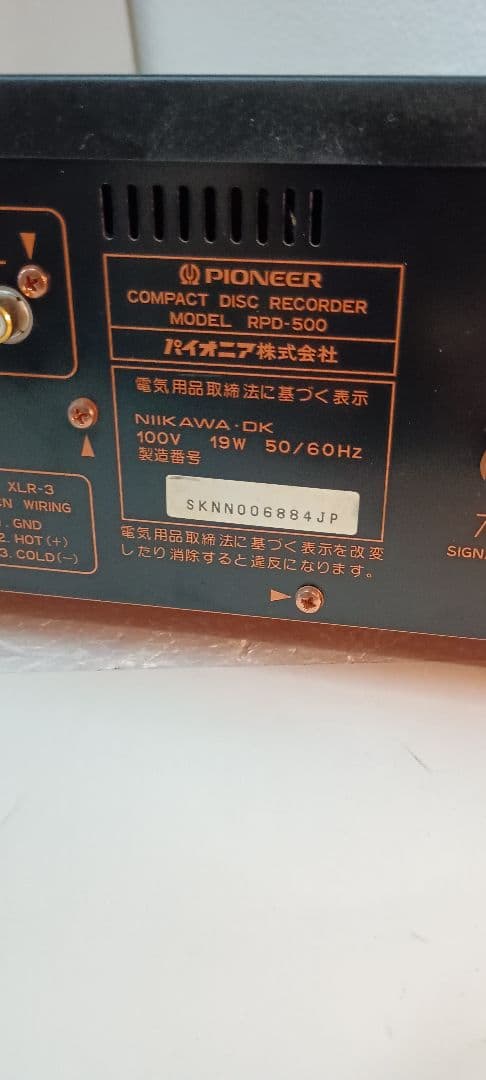 PIONEER
COMPACT DISC RECORDER
MODEL RPD-500
パイオニア株式会社
電気用品取締法に基づく表示
NIIKAWA・DK
100V 19W 50/60Hz
製造番号
SKNN006884JP
電気用品取締法に基づく表示を改変
したり消除すると違反になります。
XLR-3
WIRING
. GND
2. HOT(+)
3. COLD(−)
SIGN